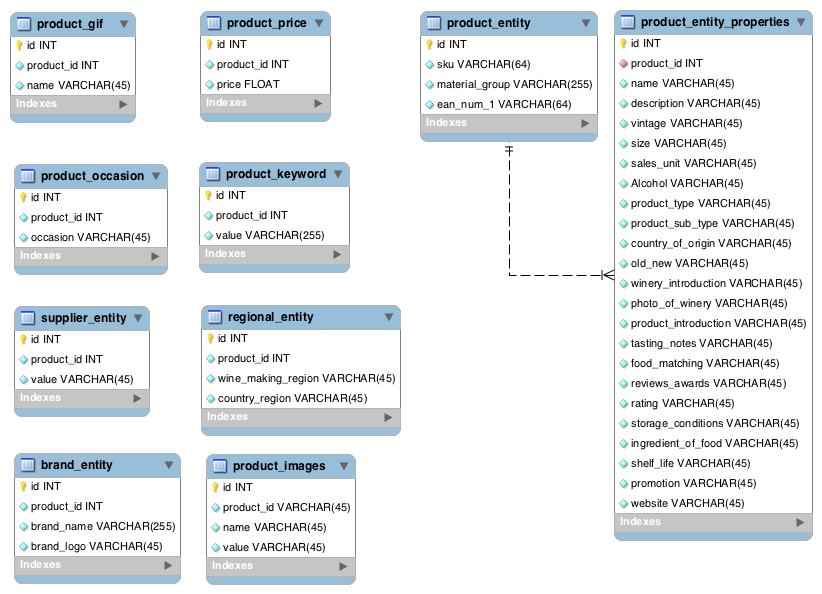 product_gif
id INT
product_id INT
name VARCHAR(45)
Indexes
product_price
id INT
product_id INT
price FLOAT
Indexes
product_entity
id INT
sku VARCHAR(64)
material_group VARCHAR(255)
ean_num_1 VARCHAR(64)
Indexes
product_entity_properties
id INT
product_id INT
name VARCHAR(45)
description VARCHAR(45)
vintage VARCHAR(45)
size VARCHAR(45)
sales_unit VARCHAR(45)
Alcohol VARCHAR(45)
product_type VARCHAR(45)
product_sub_type VARCHAR(45)
country_of_origin VARCHAR(45)
old_new VARCHAR(45)
winery_introduction VARCHAR(45)
photo_of_winery VARCHAR(45)
product_introduction VARCHAR(45)
tasting_notes VARCHAR(45)
food_matching VARCHAR(45)
reviews_awards VARCHAR(45)
rating VARCHAR(45)
storage_conditions VARCHAR(45)
ingredient_of_food VARCHAR(45)
shelf_life VARCHAR(45)
promotion VARCHAR(45)
website VARCHAR(45)
Indexes
product_occasion
id INT
product_id INT
occasion VARCHAR(45)
Indexes
product_keyword
id INT
product_id INT
value VARCHAR(255)
Indexes
supplier_entity
id INT
product_id INT
value VARCHAR(45)
Indexes
regional_entity
id INT
product_id INT
wine_making_region VARCHAR(45)
country_region VARCHAR(45)
Indexes
brand_entity
id INT
product_id INT
brand_name VARCHAR(255)
brand_logo VARCHAR(45)
Indexes
product_images
id INT
product_id VARCHAR(45)
name VARCHAR(45)
value VARCHAR(45)
Indexes